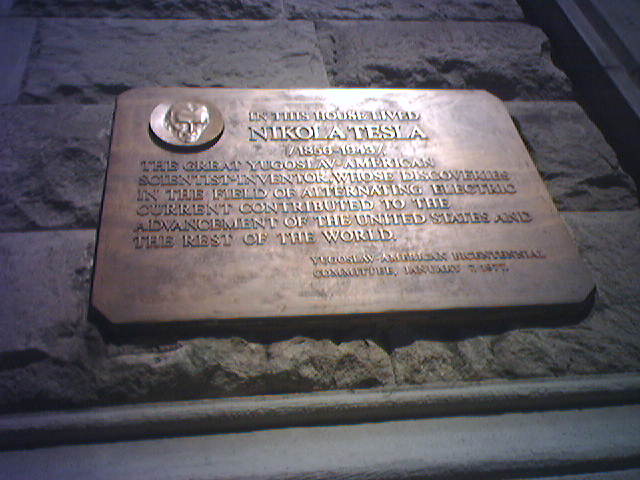 IN THIS HOUSE LIVED
NIKOLA TESLA
/1856-1943/
THE GREAT YUGOSLAV-AMERICAN
SCIENTIST-INVENTOR WHOSE DISCOVERIES
IN THE FIELD OF ALTERNATING ELECTRIC
CURRENT CONTRIBUTED TO THE
ADVANCEMENT OF THE UNITED STATES AND
THE REST OF THE WORLD.
YUGOSLAV-AMERICAN BICENTENNIAL
COMMITTEE, JANUARY 7, 1977.